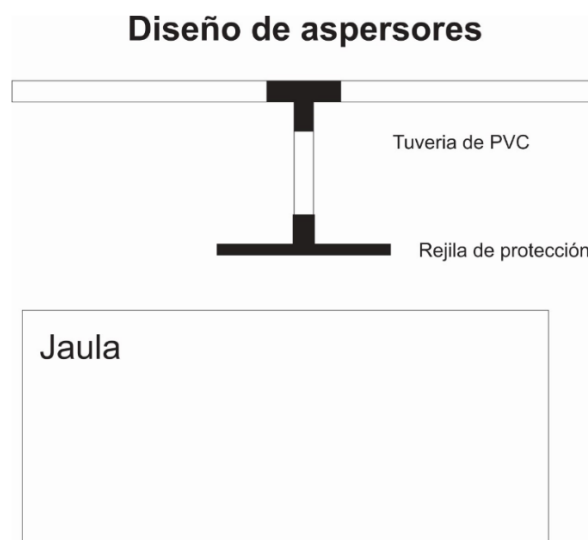 Diseño de aspersores
Tuveria de PVC
Rejila de protección
Jaula